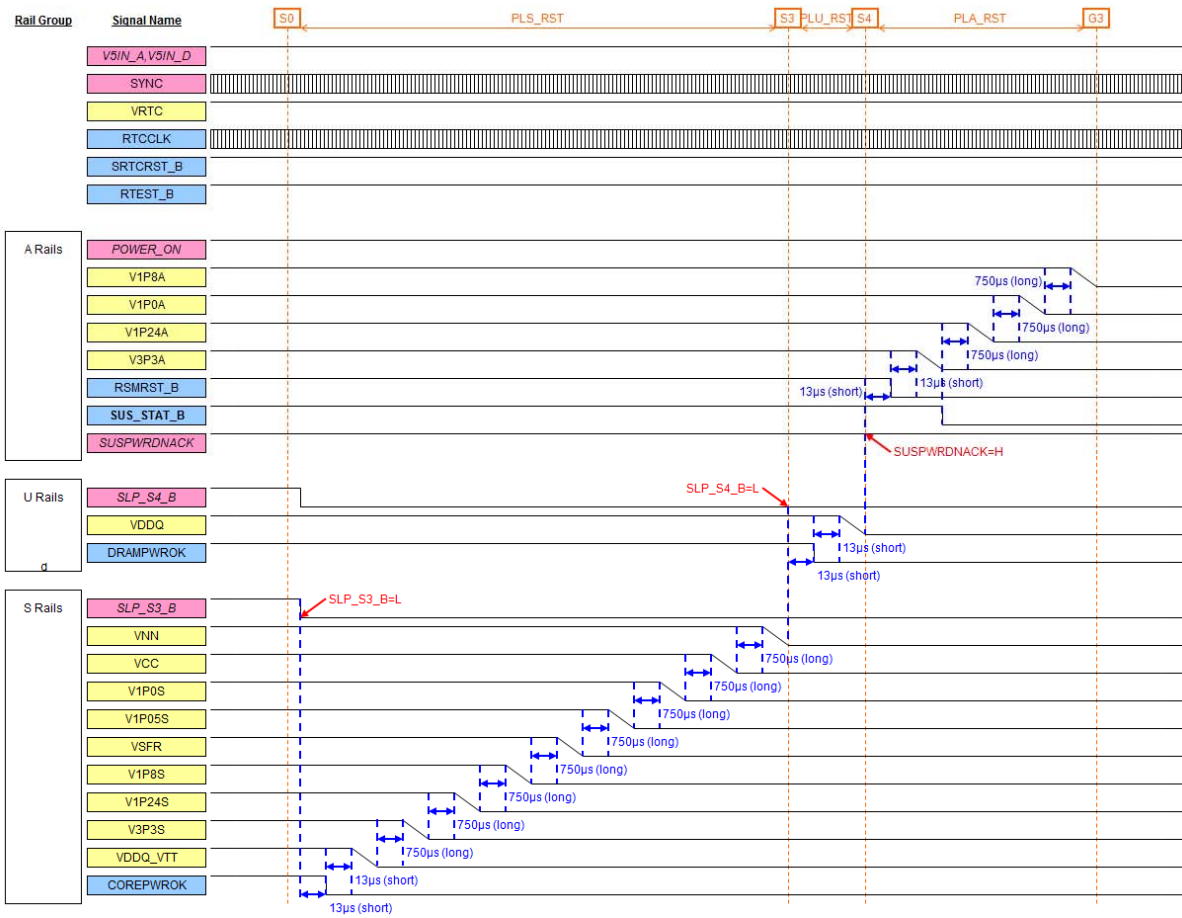 Rail Group Signal Name S0 PLS_RST S3 PLU_RST S4 PLA_RST G3
V5IN_A,V5IN_D
SYNC
VRTC
RTCCLK
SRTCRST_B
RTEST_B
A Rails POWER_ON
V1P8A 750µs (long)
V1P0A 750µs (long)
V1P24A 750µs (long)
V3P3A 13µs (short)
RSMRST_B 13µs (short)
SUS_STAT_B
SUSPWRDNACK SUSPWRDNACK=H
U Rails SLP_S4_B SLP_S4_B=L
VDDQ 13µs (short)
DRAMPWROK 13µs (short)
d
S Rails SLP_S3_B SLP_S3_B=L
VNN 750µs (long)
VCC 750µs (long)
V1P0S 750µs (long)
V1P05S 750µs (long)
VSFR 750µs (long)
V1P8S 750µs (long)
V1P24S 750µs (long)
V3P3S 750µs (long)
VDDQ_VTT 13µs (short)
COREPWROK 13µs (short)